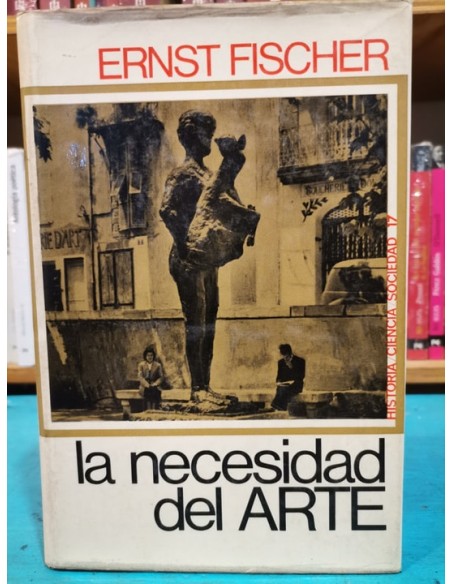 ERNST FISCHER
HISTORIA CIENCIA SOCIEDAD 17
la necesidad
del ARTE